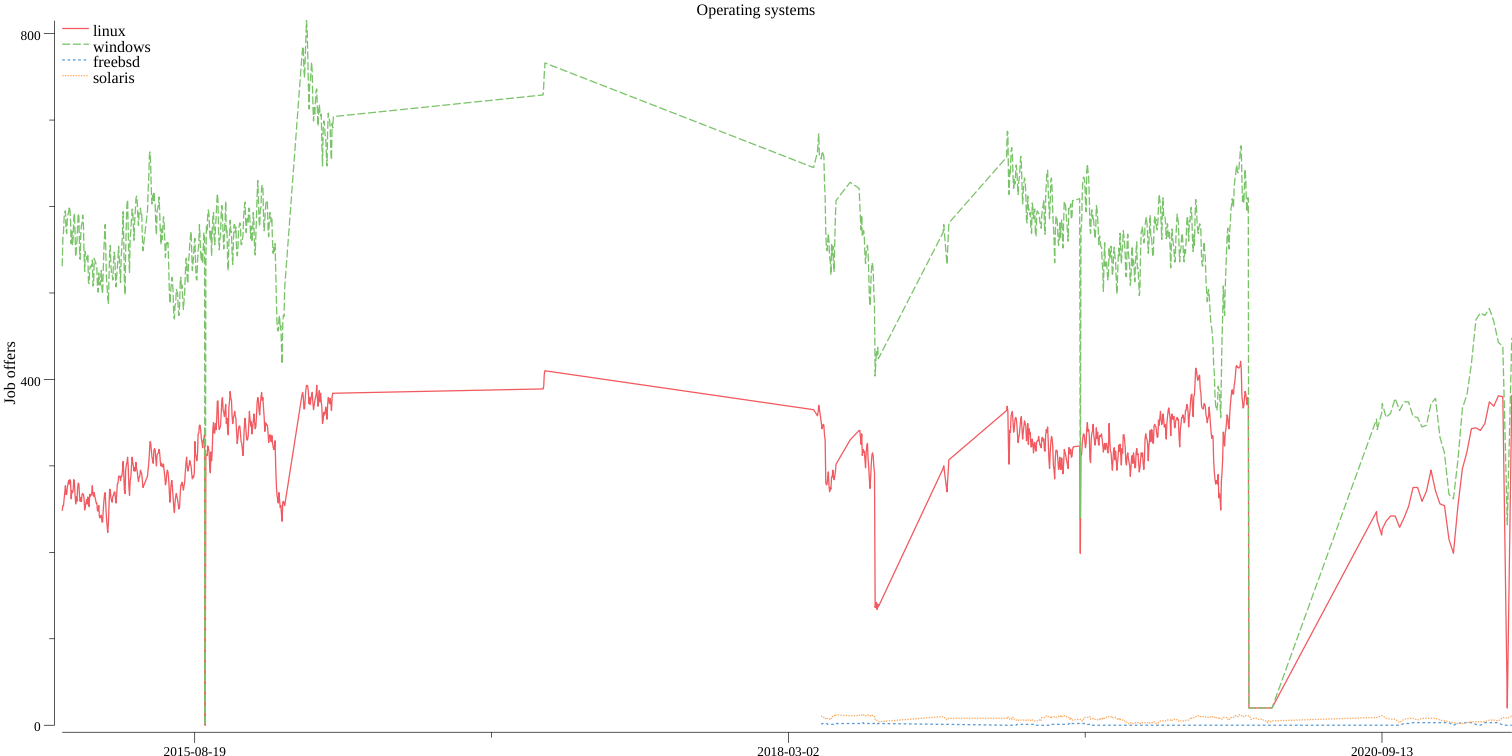 Operating systems
800
linux
windows
freebsd
solaris
Job offers
400
0
2015-08-19
2018-03-02
2020-09-13